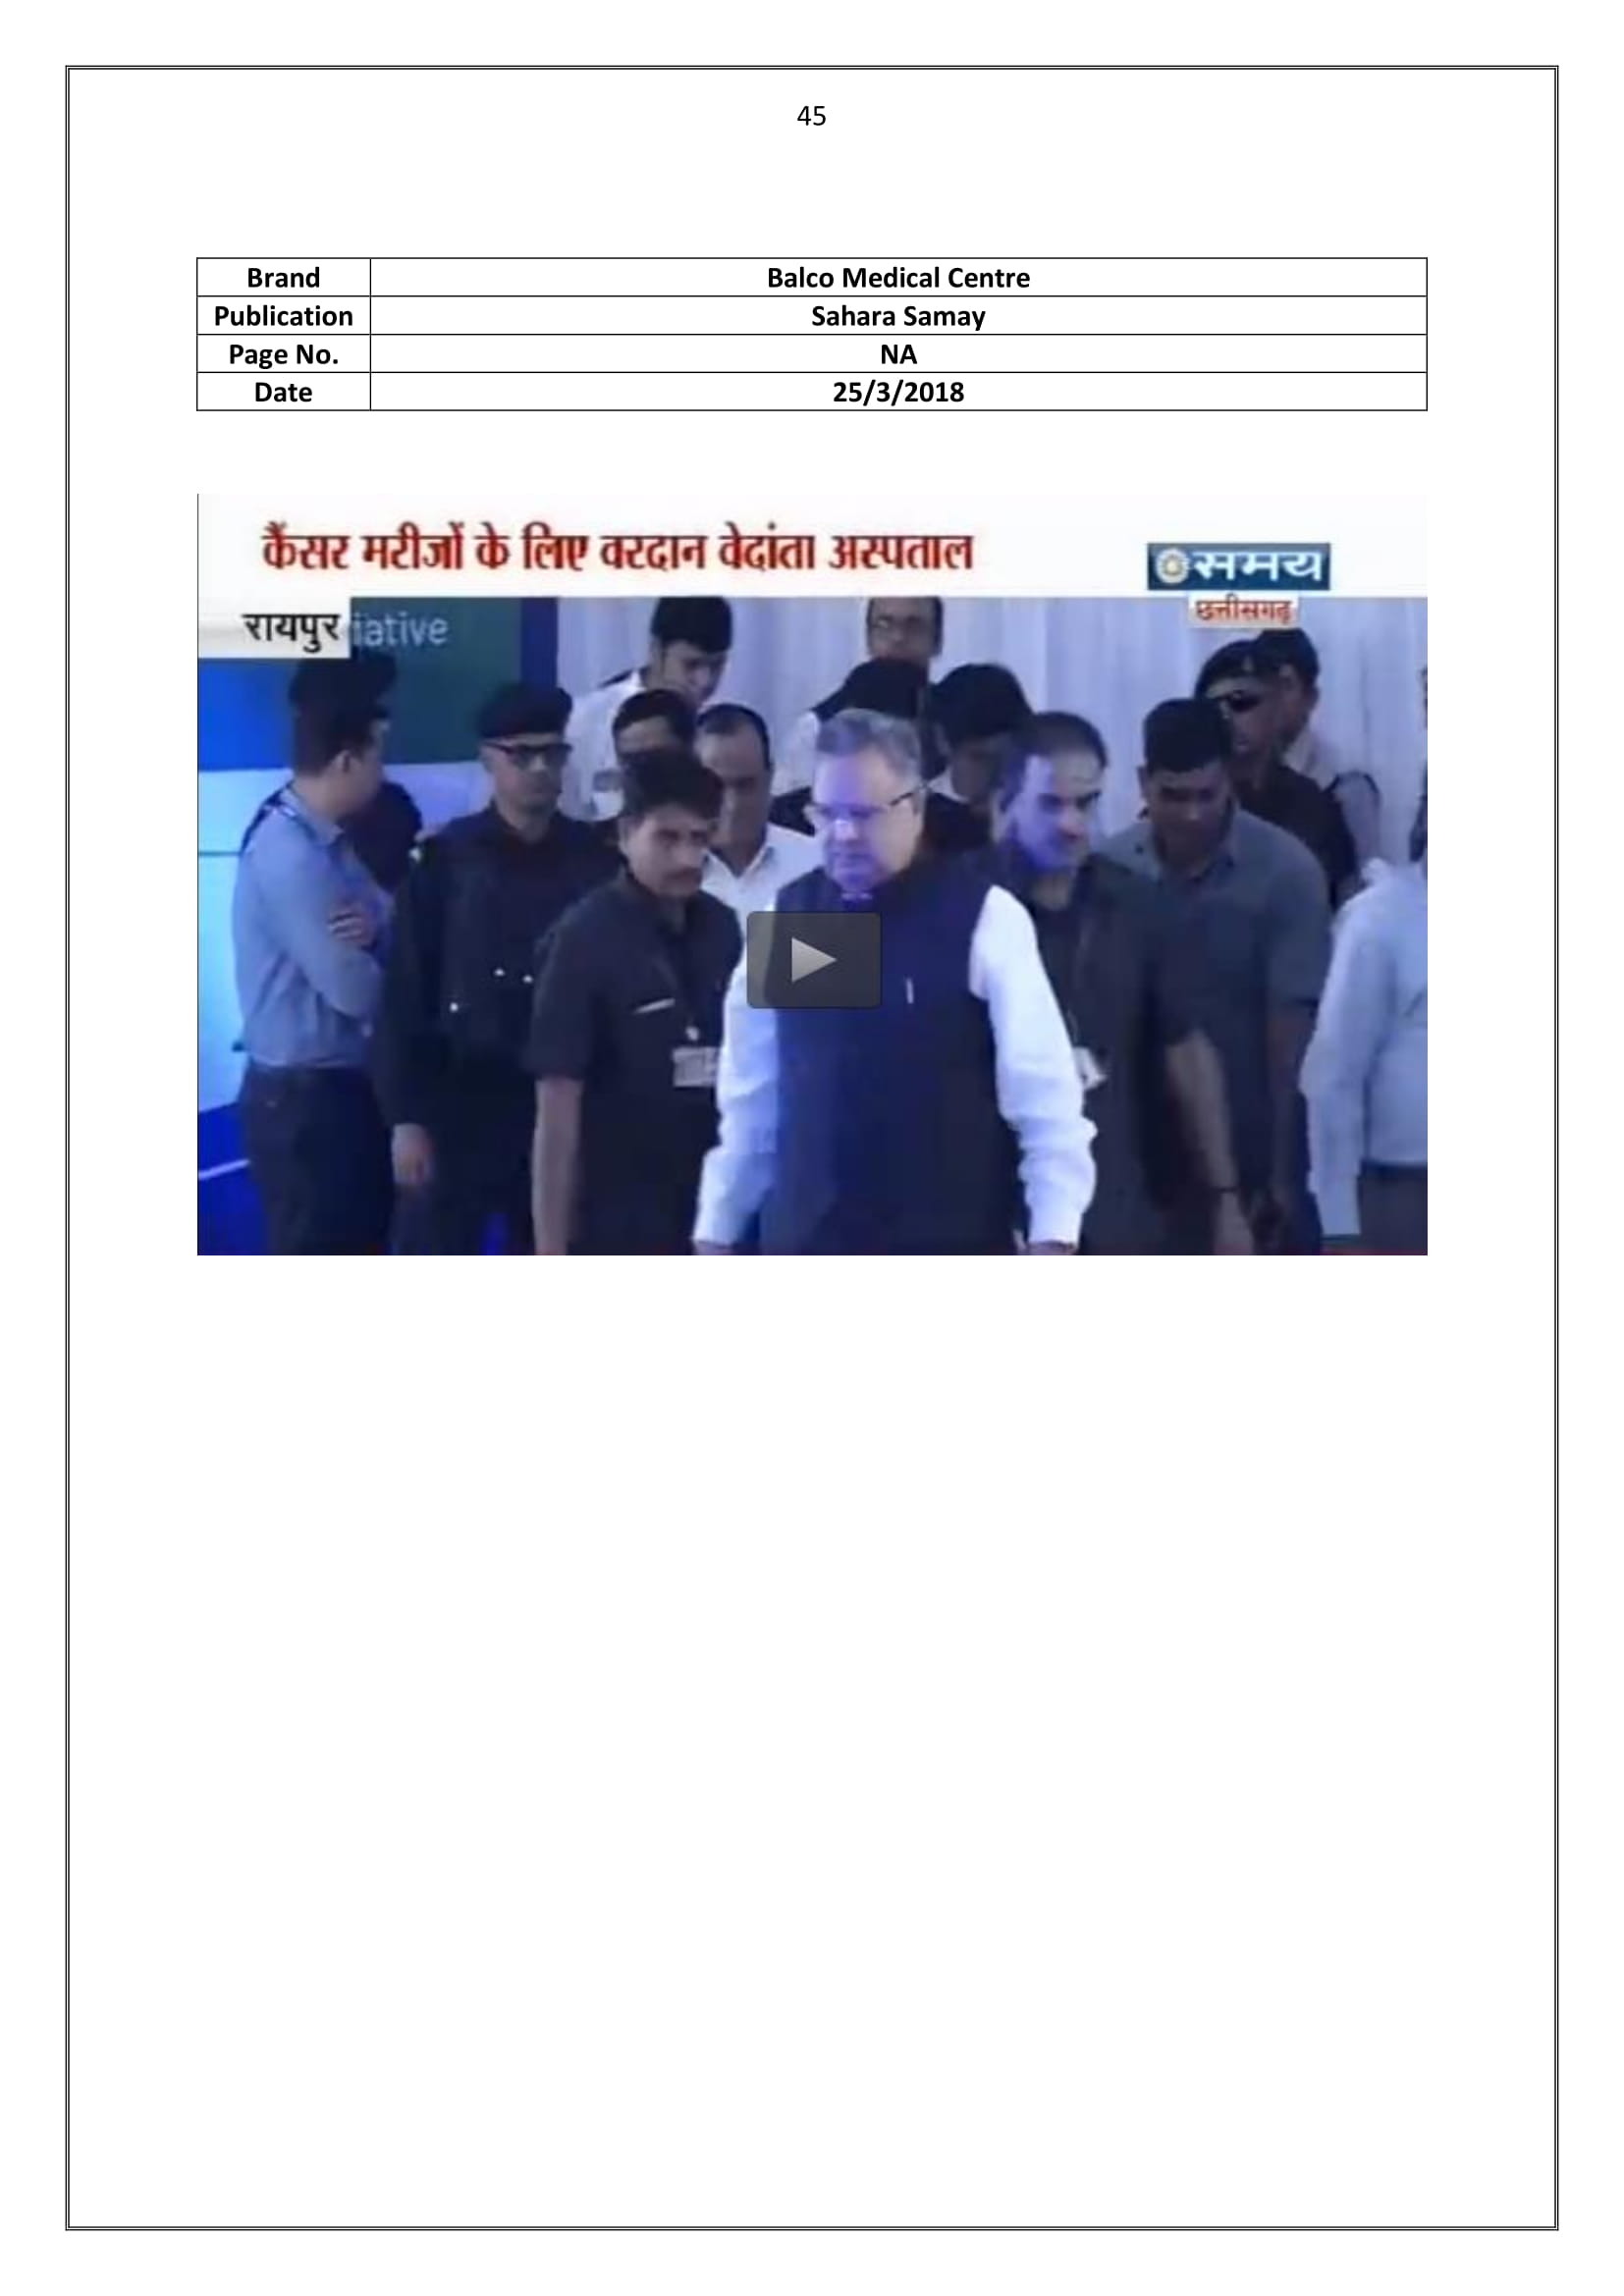 45
Brand Balco Medical Centre
Publication Sahara Samay
Page No. NA
Date 25/3/2018
कैंसर मरीजों के लिए वरदान वेदांता अस्पताल
समय
छत्तीसगढ़
रायपुर iative